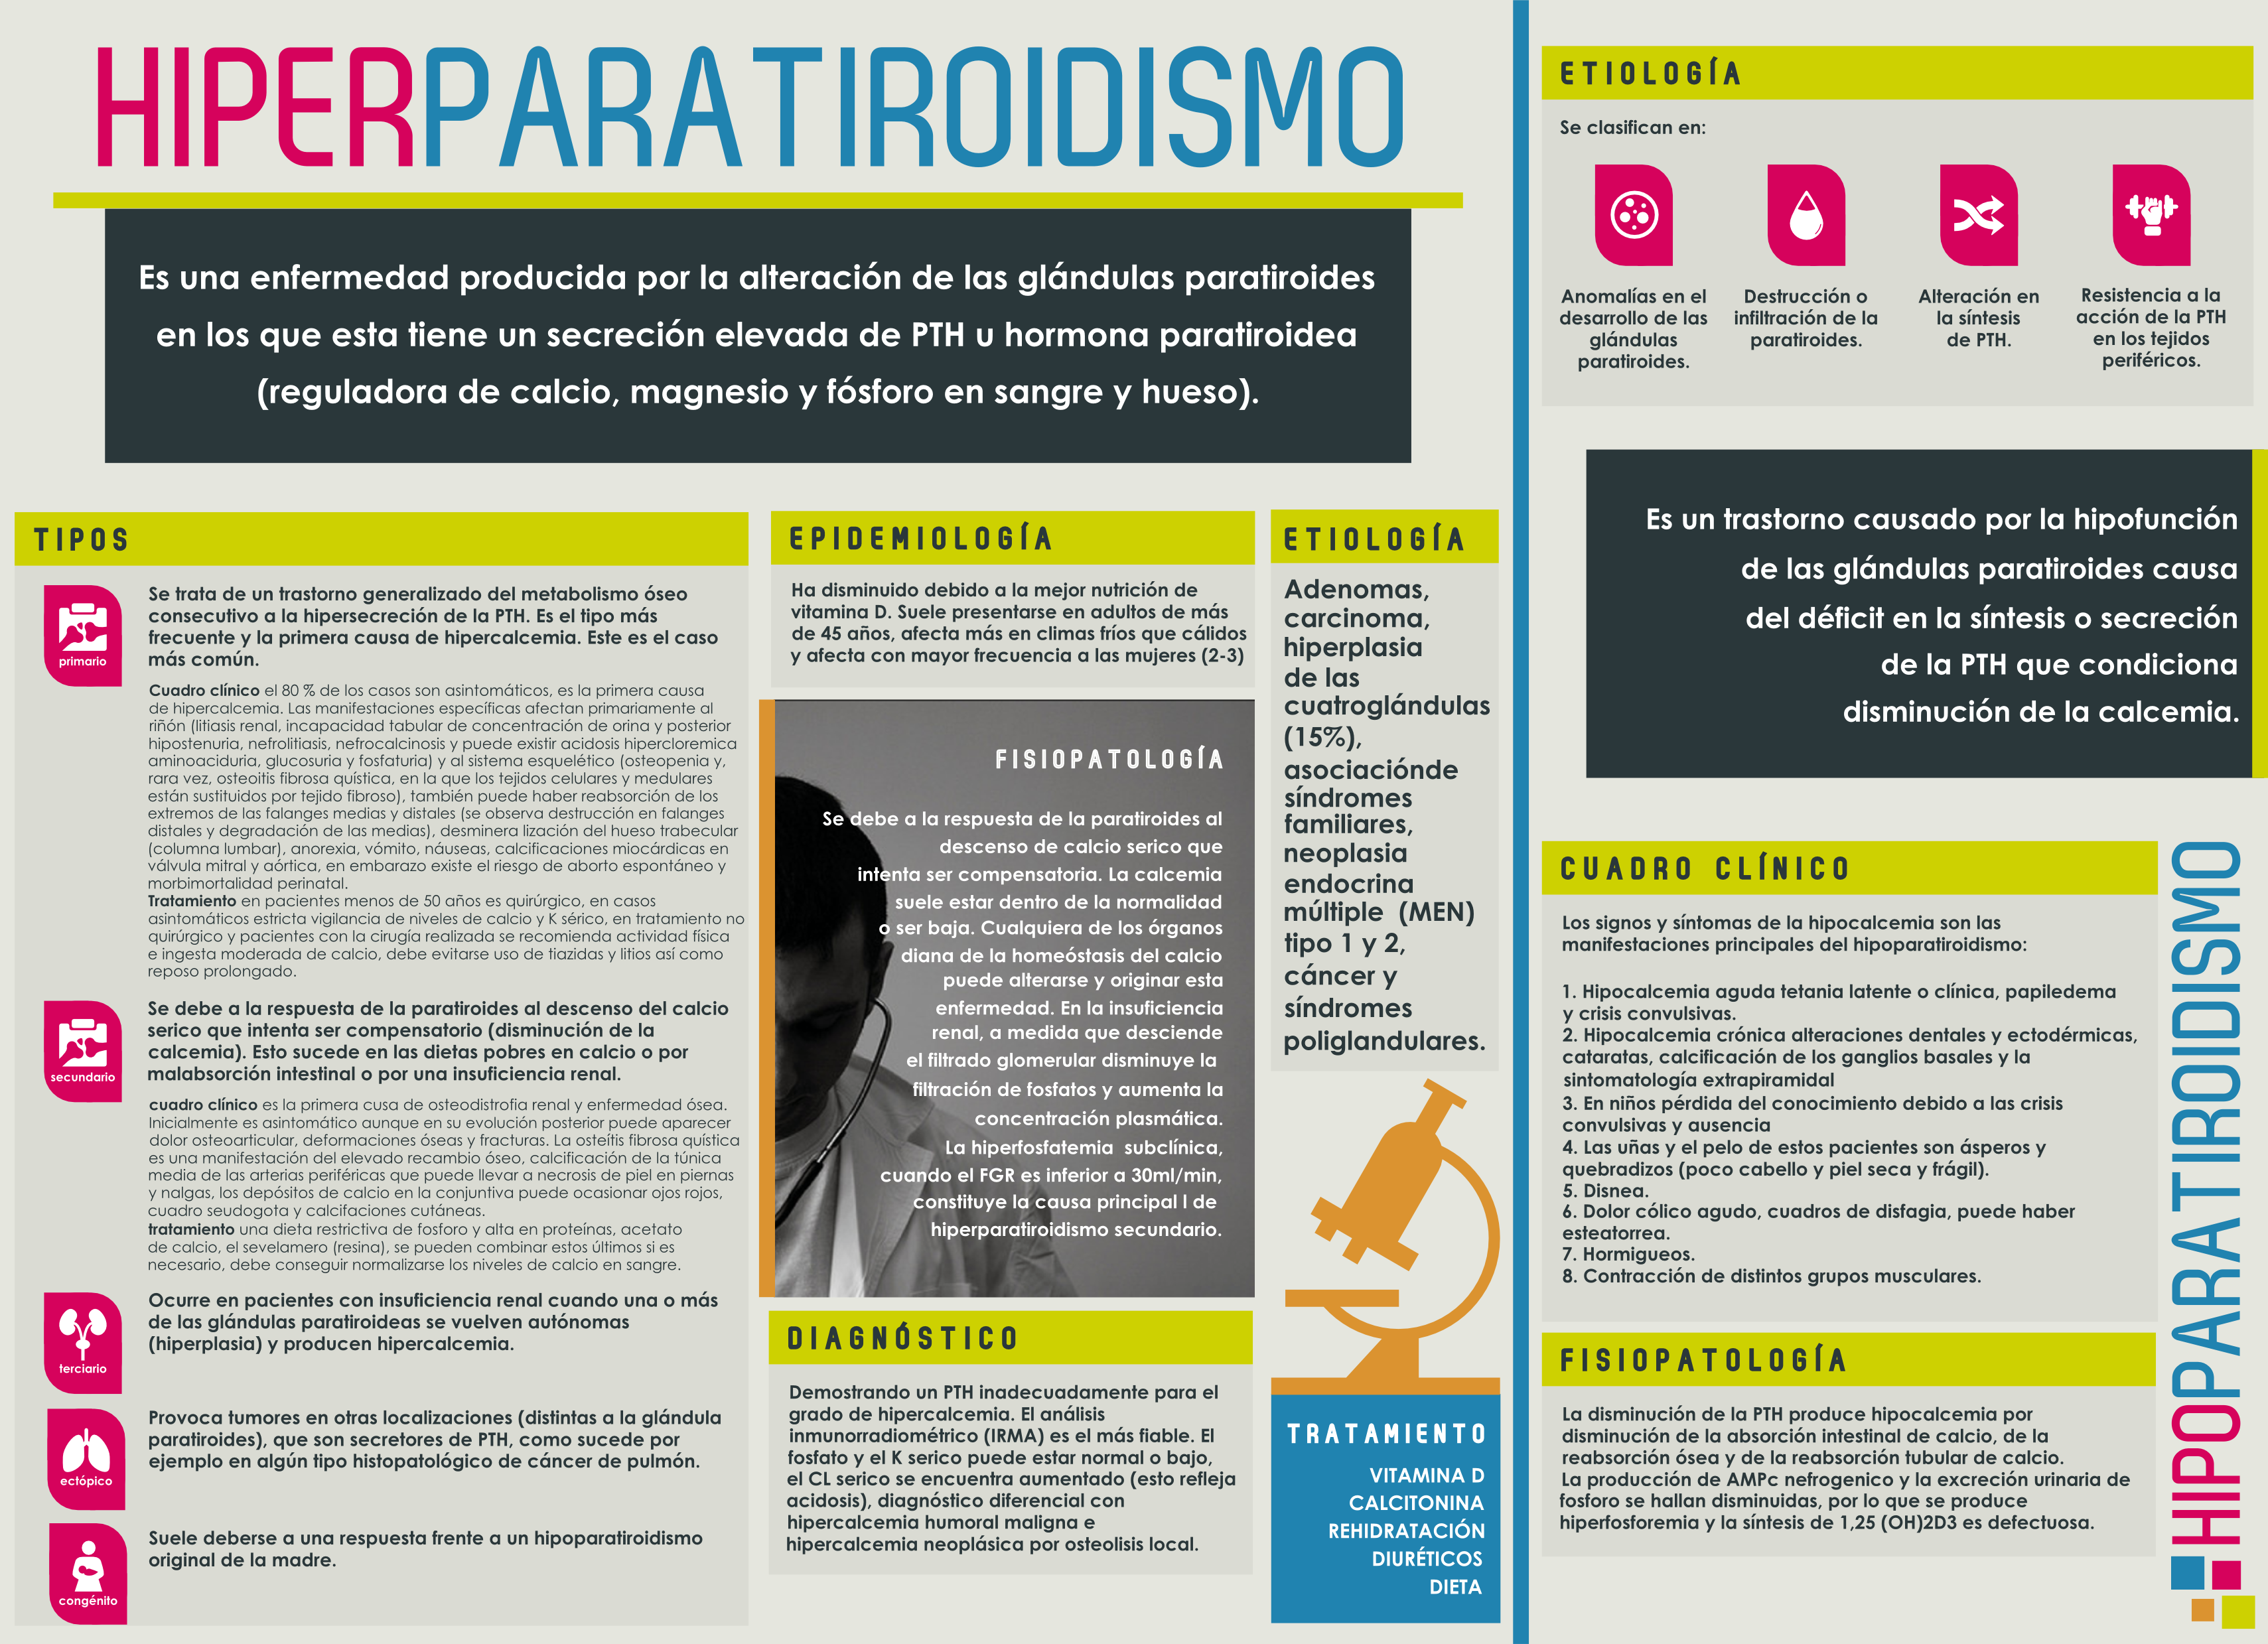 HIPERPARATIROIDISMO
Es una enfermedad producida por la alteración de las glándulas paratiroides
en los que esta tiene un secreción elevada de PTH u hormona paratiroidea
(reguladora de calcio, magnesio y fósforo en sangre y hueso).
TIPOS
primario
Se trata de un trastorno generalizado del metabolismo óseo
consecutivo a la hipersecreción de la PTH. Es el tipo más
frecuente y la primera causa de hipercalcemia. Este es el caso
más común.
Cuadro clínico el 80 % de los casos son asintomáticos, es la primera causa
de hipercalcemia. Las manifestaciones específicas afectan primariamente al
riñón (litiasis renal, incapacidad tabular de concentración de orina y posterior
hipostenuria, nefrolitiasis, nefrocalcinosis y puede existir acidosis hipercloremica
aminoaciduria, glucosuria y fosfaturia) y al sistema esquelético (osteopenia y,
rara vez, osteoitis fibrosa quística, en la que los tejidos celulares y medulares
están sustituidos por tejido fibroso), también puede haber reabsorción de los
extremos de las falanges medias y distales (se observa destrucción en falanges
distales y degradación de las medias), desminera lización del hueso trabecular
(columna lumbar), anorexia, vómito, náuseas, calcificaciones miocárdicas en
válvula mitral y aórtica, en embarazo existe el riesgo de aborto espontáneo y
morbimortalidad perinatal.
Tratamiento en pacientes menos de 50 años es quirúrgico, en casos
asintomáticos estricta vigilancia de niveles de calcio y K sérico, en tratamiento no
quirúrgico y pacientes con la cirugía realizada se recomienda actividad física
e ingesta moderada de calcio, debe evitarse uso de tiazidas y litios así como
reposo prolongado.
secundario
Se debe a la respuesta de la paratiroides al descenso del calcio
serico que intenta ser compensatorio (disminución de la
calcemia). Esto sucede en las dietas pobres en calcio o por
malabsorción intestinal o por una insuficiencia renal.
cuadro clínico es la primera cusa de osteodistrofia renal y enfermedad ósea.
Inicialmente es asintomático aunque en su evolución posterior puede aparecer
dolor osteoarticular, deformaciones óseas y fracturas. La osteítis fibrosa quística
es una manifestación del elevado recambio óseo, calcificación de la túnica
media de las arterias periféricas que puede llevar a necrosis de piel en piernas
y nalgas, los depósitos de calcio en la conjuntiva puede ocasionar ojos rojos,
cuadro seudogota y calcifaciones cutáneas.
tratamiento una dieta restrictiva de fosforo y alta en proteínas, acetato
de calcio, el sevelamero (resina), se pueden combinar estos últimos si es
necesario, debe conseguir normalizarse los niveles de calcio en sangre.
terciario
Ocurre en pacientes con insuficiencia renal cuando una o más
de las glándulas paratiroideas se vuelven autónomas
(hiperplasia) y producen hipercalcemia.
ectópico
Provoca tumores en otras localizaciones (distintas a la glándula
paratiroides), que son secretores de PTH, como sucede por
ejemplo en algún tipo histopatológico de cáncer de pulmón.
congénito
Suele deberse a una respuesta frente a un hipoparatiroidismo
original de la madre.
EPIDEMIOLOGÍA
Ha disminuido debido a la mejor nutrición de
vitamina D. Suele presentarse en adultos de más
de 45 años, afecta más en climas fríos que cálidos
y afecta con mayor frecuencia a las mujeres (2-3)
FISIOPATOLOGÍA
Se debe a la respuesta de la paratiroides al
descenso de calcio serico que
intenta ser compensatoria. La calcemia
suele estar dentro de la normalidad
o ser baja. Cualquiera de los órganos
diana de la homeóstasis del calcio
puede alterarse y originar esta
enfermedad. En la insuficiencia
renal, a medida que desciende
el filtrado glomerular disminuye la
filtración de fosfatos y aumenta la
concentración plasmática.
La hiperfosfatemia subclínica,
cuando el FGR es inferior a 30ml/min,
constituye la causa principal l de
hiperparatiroidismo secundario.
DIAGNÓSTICO
Demostrando un PTH inadecuadamente para el
grado de hipercalcemia. El análisis
inmunorradiométrico (IRMA) es el más fiable. El
fosfato y el K serico puede estar normal o bajo,
el CL serico se encuentra aumentado (esto refleja
acidosis), diagnóstico diferencial con
hipercalcemia humoral maligna e
hipercalcemia neoplásica por osteolisis local.
ETIOLOGÍA
Adenomas,
carcinoma,
hiperplasia
de las
cuatroglándulas
(15%),
asociaciónde
síndromes
familiares,
neoplasia
endocrina
múltiple (MEN)
tipo 1 y 2,
cáncer y
síndromes
poliglandulares.
TRATAMIENTO
VITAMINA D
CALCITONINA
REHIDRATACIÓN
DIURÉTICOS
DIETA
ETIOLOGÍA
Se clasifican en:
Anomalías en el
desarrollo de las
glándulas
paratiroides.
Destrucción o
infiltración de la
paratiroides.
Alteración en
la síntesis
de PTH.
Resistencia a la
acción de la PTH
en los tejidos
periféricos.
Es un trastorno causado por la hipofunción
de las glándulas paratiroides causa
del déficit en la síntesis o secreción
de la PTH que condiciona
disminución de la calcemia.
CUADRO CLÍNICO
Los signos y síntomas de la hipocalcemia son las
manifestaciones principales del hipoparatiroidismo:
1. Hipocalcemia aguda tetania latente o clínica, papiledema
y crisis convulsivas.
2. Hipocalcemia crónica alteraciones dentales y ectodérmicas,
cataratas, calcificación de los ganglios basales y la
sintomatología extrapiramidal
3. En niños pérdida del conocimiento debido a las crisis
convulsivas y ausencia
4. Las uñas y el pelo de estos pacientes son ásperos y
quebradizos (poco cabello y piel seca y frágil).
5. Disnea.
6. Dolor cólico agudo, cuadros de disfagia, puede haber
esteatorrea.
7. Hormigueos.
8. Contracción de distintos grupos musculares.
FISIOPATOLOGÍA
La disminución de la PTH produce hipocalcemia por
disminución de la absorción intestinal de calcio, de la
reabsorción ósea y de la reabsorción tubular de calcio.
La producción de AMPc nefrogenico y la excreción urinaria de
fosforo se hallan disminuidas, por lo que se produce
hiperfosforemia y la síntesis de 1,25 (OH)2D3 es defectuosa.
HIPOPARATIROIDISMO